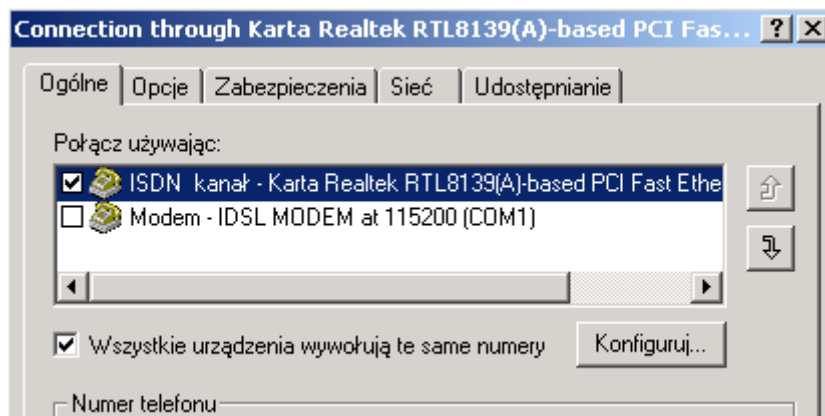 Connection through Karta Realtek RTL8139(A)-based PCI Fas...
Ogólne Opcje Zabezpieczenia Sieć Udostępnianie
Połącz używając:
ISDN kanał - Karta Realtek RTL8139(A)-based PCI Fast Ethe
Modem - IDSL MODEM at 115200 (COM1)
Wszystkie urządzenia wywołują te same numery Konfiguruj...
Numer telefonu